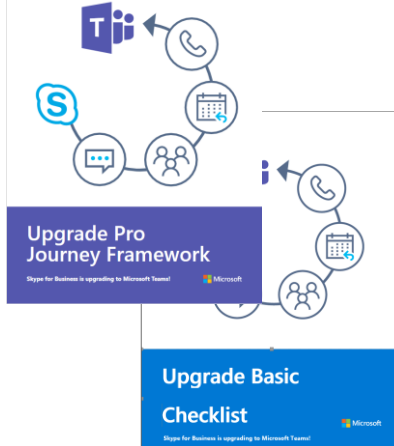 T
S
Upgrade Pro
Journey Framework
Skype for Business is upgrading to Microsoft Teams!
Microsoft
Upgrade Basic
Checklist
Microsoft
Skype for Business is upgrading to Microsoft Teams!